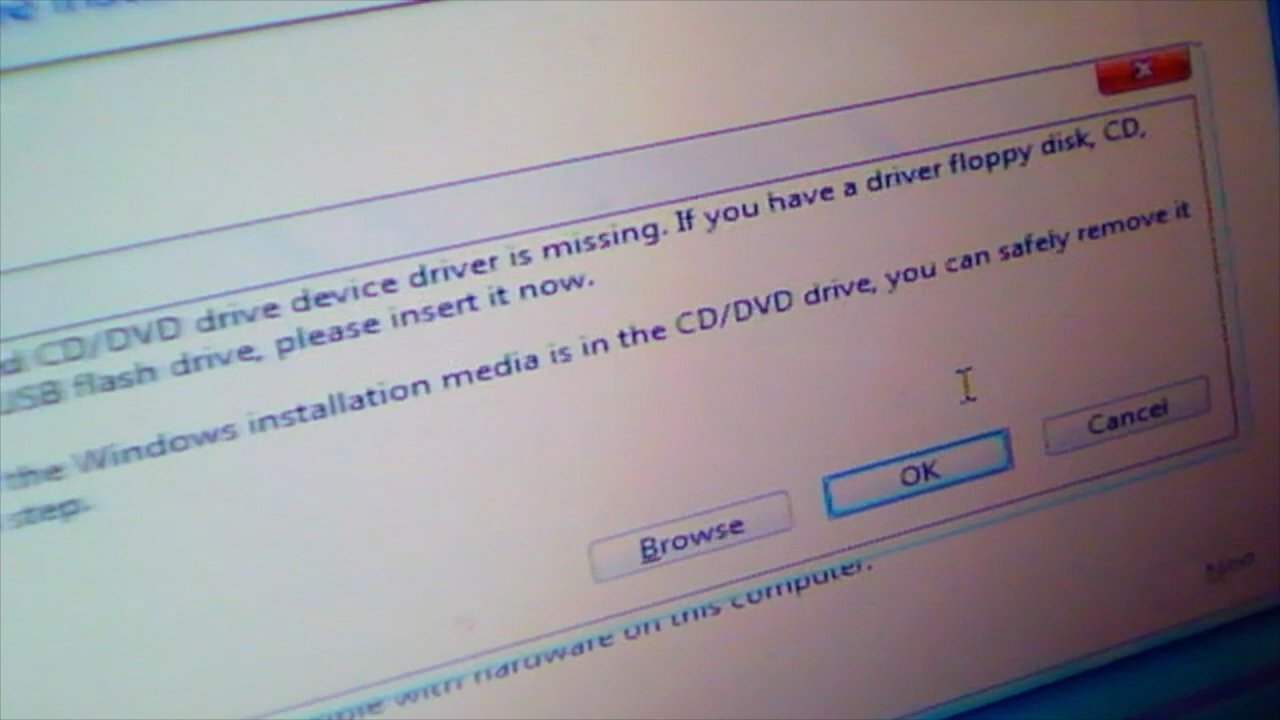 CD/DVD drive device driver is missing. If you have a driver floppy disk, CD,
USB flash drive, please insert it now.
the Windows installation media is in the CD/DVD drive, you can safely remove it
step.
Browse
OK
Cancel
with hardware on this computer.
Next